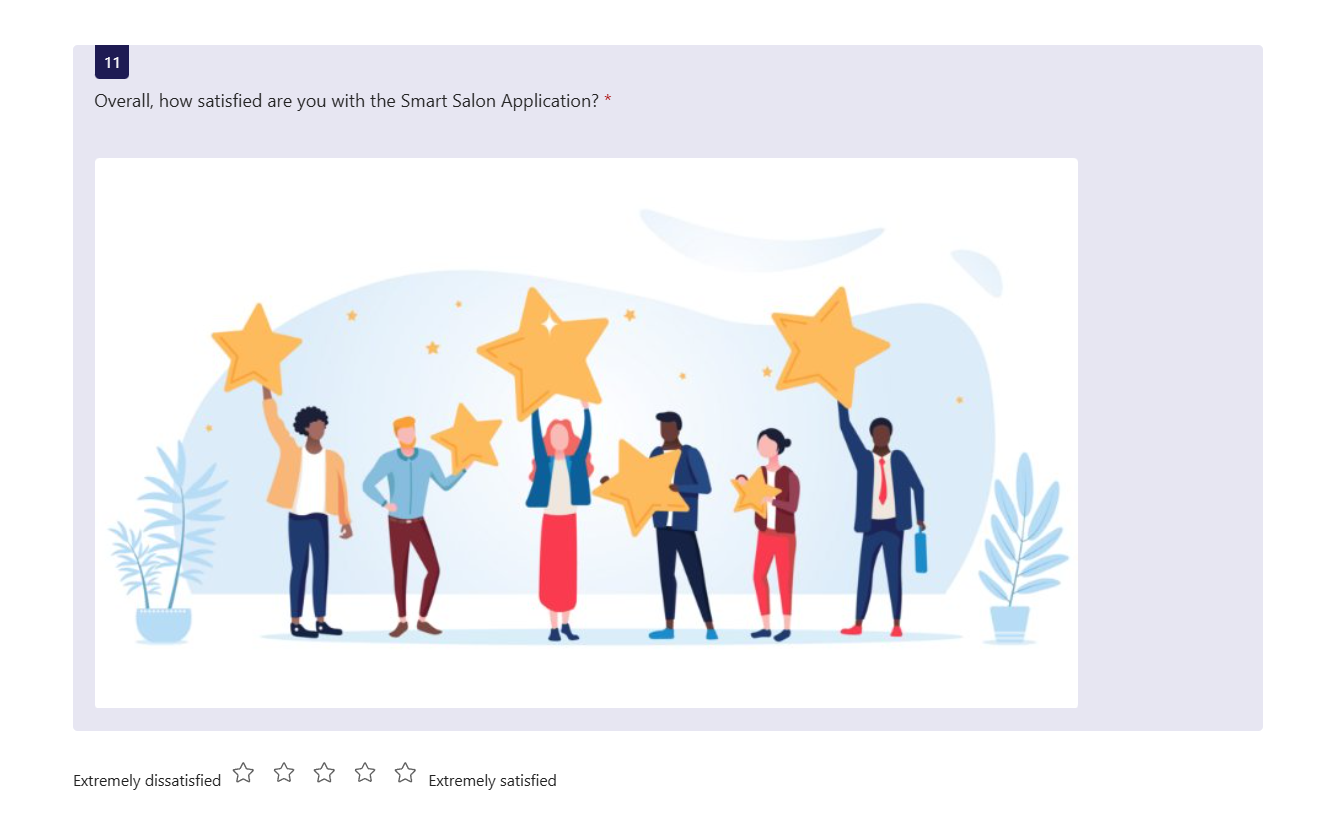 11
Overall, how satisfied are you with the Smart Salon Application? *
Extremely dissatisfied Extremely satisfied